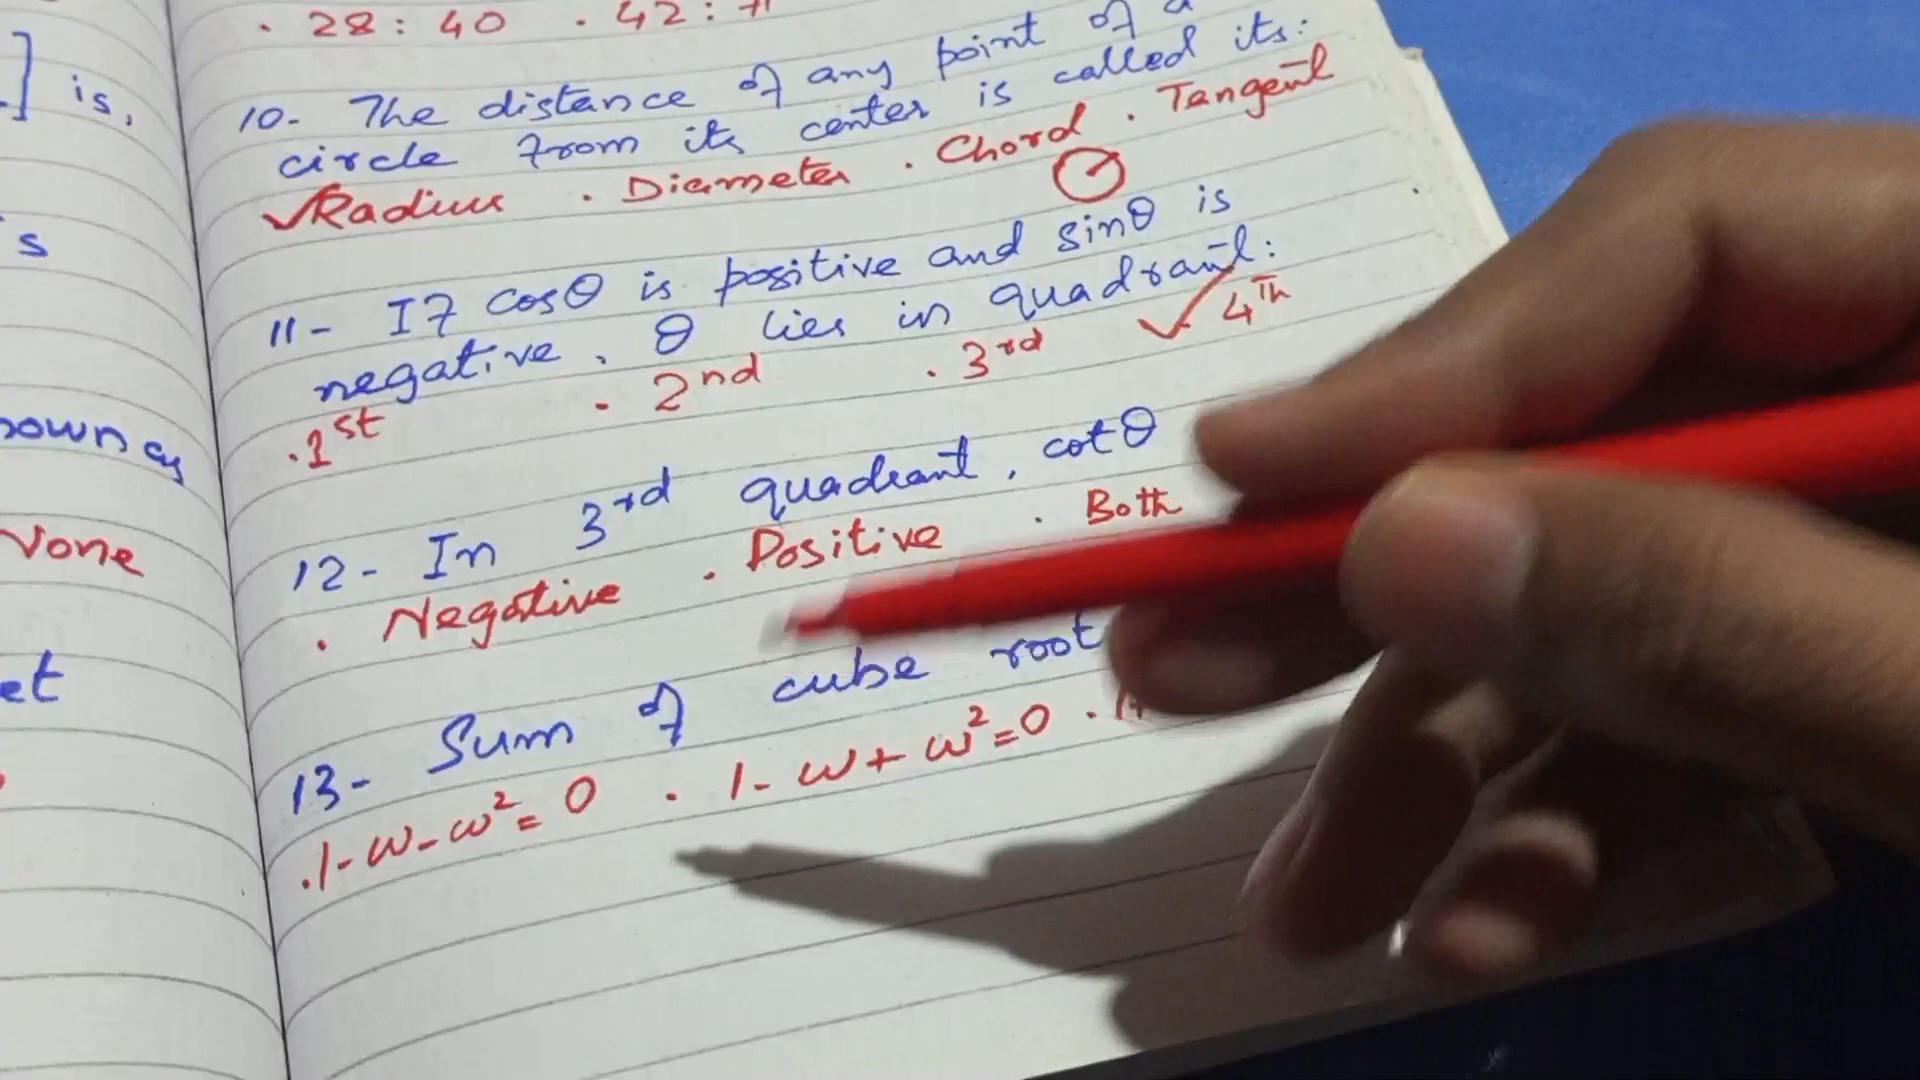 . 28 : 40 . 42 :
] is,
s
None
et
10- The distance of any point of a
circle from its center is called its:
✓Radius . Diameter . Chord . Tangent
11- If cosθ is positive and sinθ is
negative, θ lies in quadrant:
.1st . 2nd . 3rd ✓. 4Th
12- In 3rd quadrant, cotθ
. Negative . Positive . Both
13- Sum of cube root
.1-ω-ω²=0 . 1-ω+ω²=0 . 1+